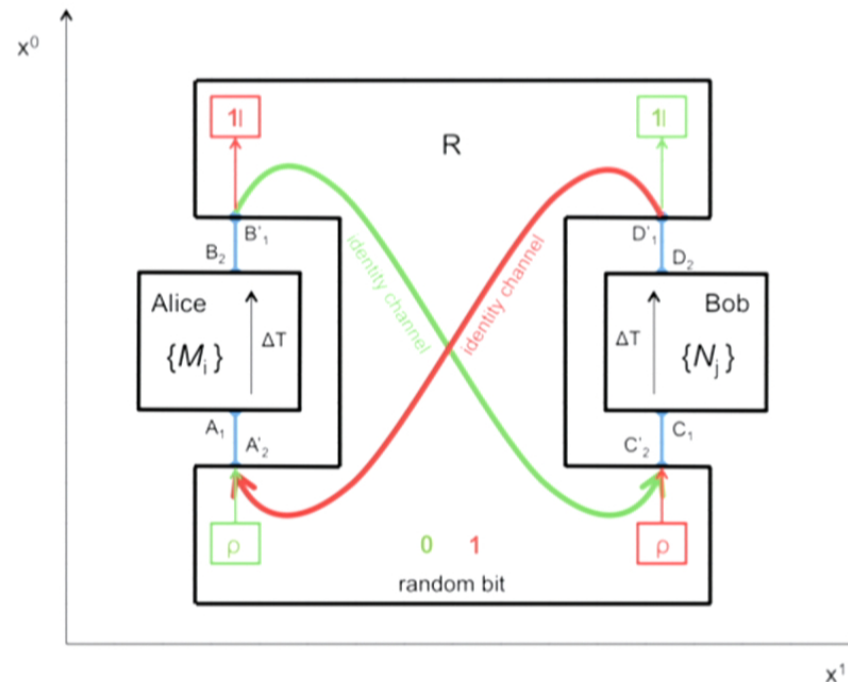 x⁰
1l
1l
R
B'₁
D'₁
B₂
D₂
identity channel
identity channel
Alice
Bob
ΔT
ΔT
{Mᵢ}
{Nⱼ}
A₁
C₁
A'₂
C'₂
ρ
0 1
ρ
random bit
x¹